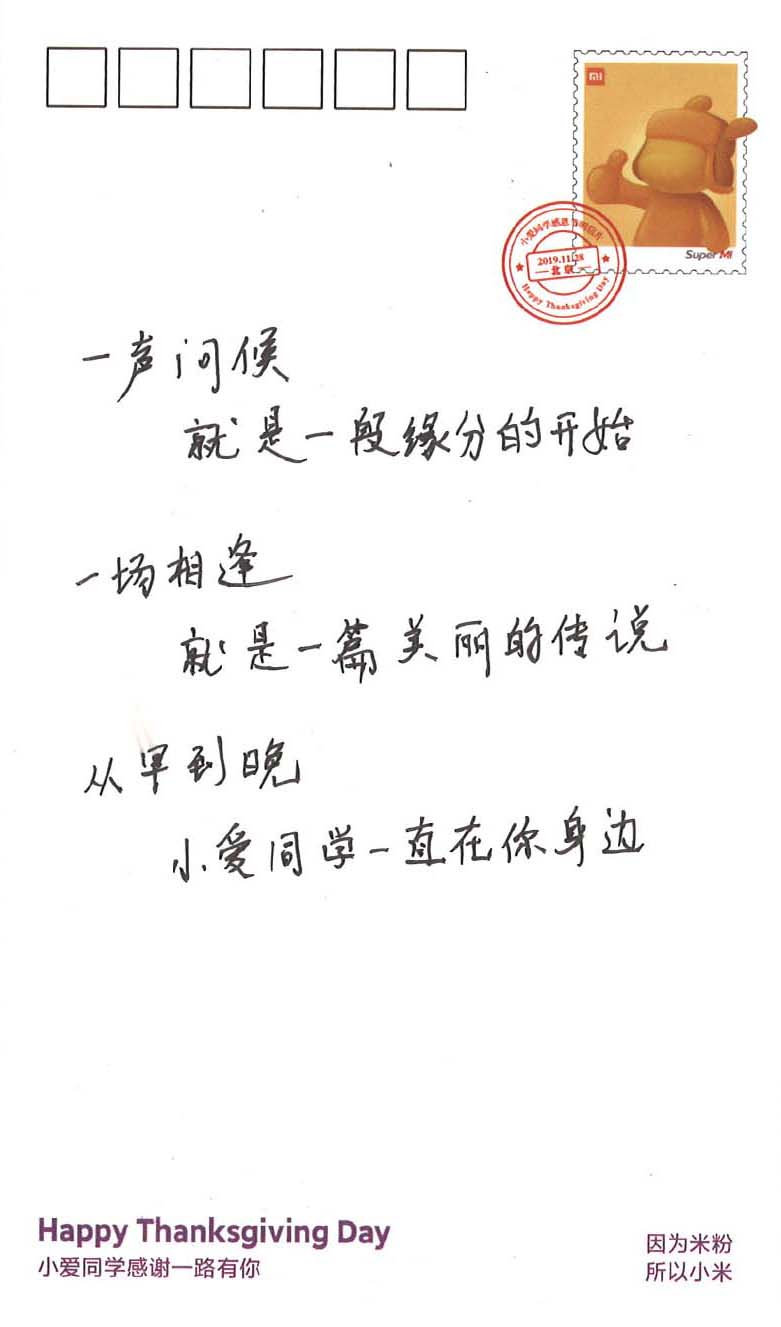 MI
Super MI
小爱同学感恩节明信片
2019.11.28
北京
Happy Thanksgiving Day
一声问候
就是一段缘分的开始
一场相逢
就是一篇美丽的传说
从早到晚
小爱同学一直在你身边
Happy Thanksgiving Day
小爱同学感谢一路有你
因为米粉
所以小米